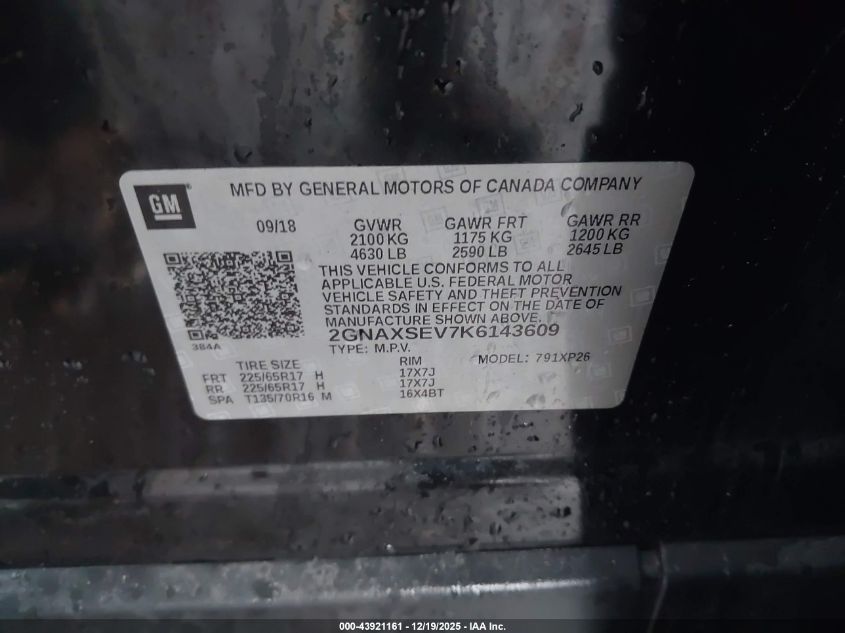 GM
MFD BY GENERAL MOTORS OF CANADA COMPANY
09/18 GVWR GAWR FRT GAWR RR
2100 KG 1175 KG 1200 KG
4630 LB 2590 LB 2645 LB
THIS VEHICLE CONFORMS TO ALL
APPLICABLE U.S. FEDERAL MOTOR
VEHICLE SAFETY AND THEFT PREVENTION
STANDARDS IN EFFECT ON THE DATE OF
MANUFACTURE SHOWN ABOVE.
384A
2GNAXSEV7K6143609
TYPE: M.P.V. MODEL: 791XP26
TIRE SIZE RIM
FRT 225/65R17 H 17X7J
RR 225/65R17 H 17X7J
SPA T135/70R16 M 16X4BT
000-43921161 - 12/19/2025 - IAA Inc.